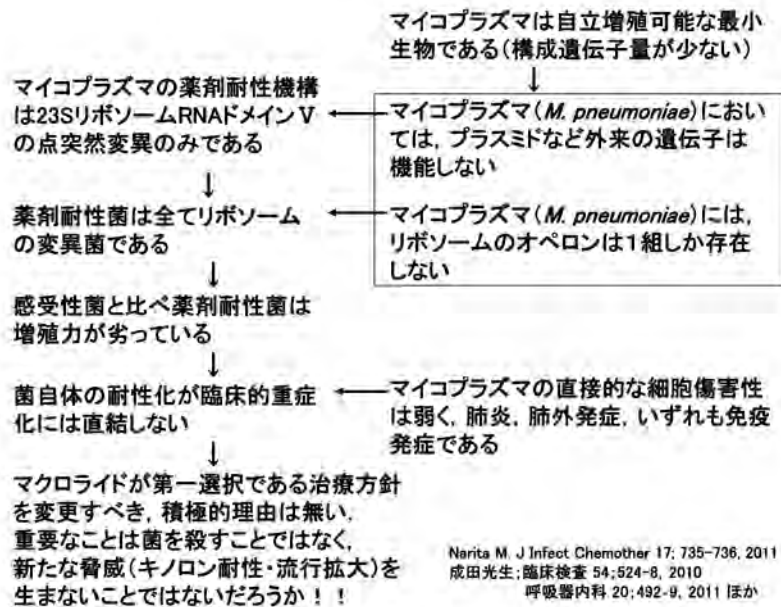 マイコプラズマは自立増殖可能な最小
生物である(構成遺伝子量が少ない)
↓
マイコプラズマ(M. pneumoniae)におい
ては, プラスミドなど外来の遺伝子は
機能しない
マイコプラズマ(M. pneumoniae)には,
リボソームのオペロンは1組しか存在
しない
マイコプラズマの薬剤耐性機構
は23SリボソームRNAドメインⅤ
の点突然変異のみである
↓
薬剤耐性菌は全てリボソーム
の変異菌である
↓
感受性菌と比べ薬剤耐性菌は
増殖力が劣っている
↓
菌自体の耐性化が臨床的重症
化には直結しない
マイコプラズマの直接的な細胞傷害性
は弱く, 肺炎, 肺外発症, いずれも免疫
発症である
↓
マクロライドが第一選択である治療方針
を変更すべき, 積極的理由は無い.
重要なことは菌を殺すことではなく,
新たな脅威(キノロン耐性・流行拡大)を
生まないことではないだろうか!!
Narita M. J Infect Chemother 17; 735-736, 2011
成田光生;臨床検査 54;524-8, 2010
呼吸器内科 20;492-9, 2011 ほか